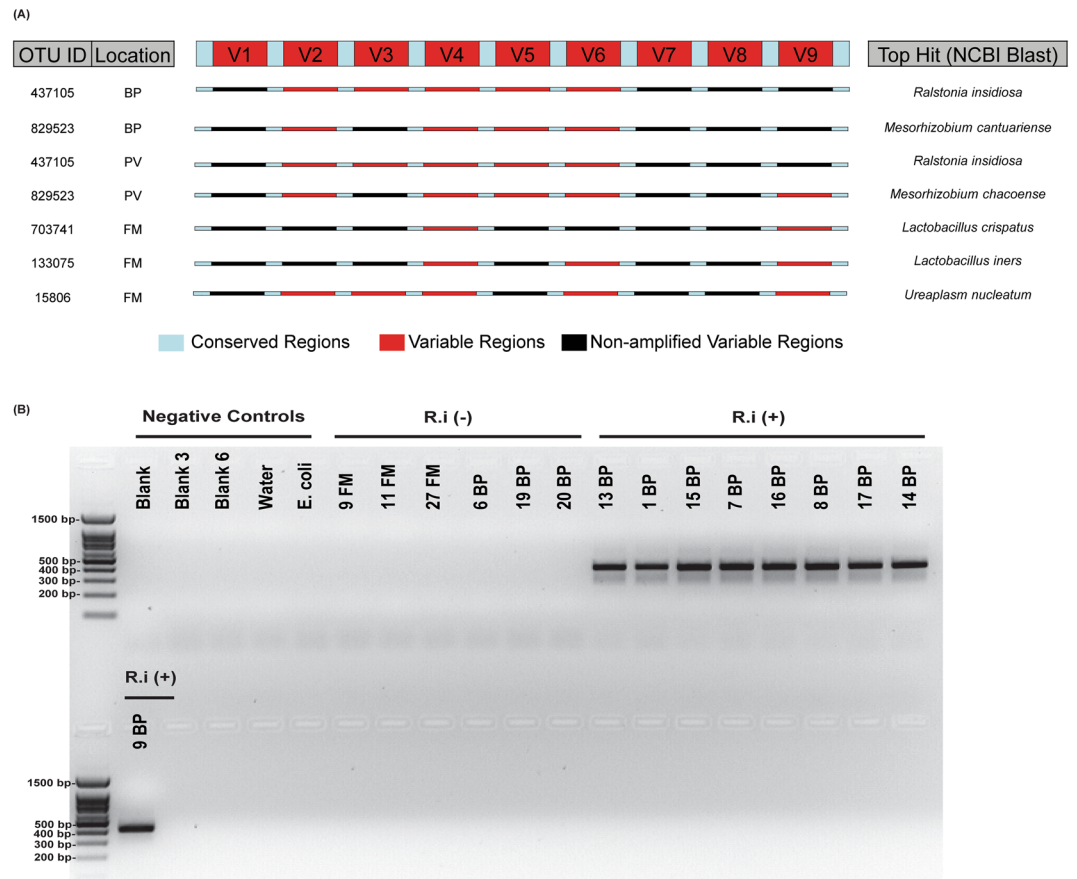 (A)
OTU ID Location V1 V2 V3 V4 V5 V6 V7 V8 V9 Top Hit (NCBI Blast)
437105 BP Ralstonia insidiosa
829523 BP Mesorhizobium cantuariense
437105 PV Ralstonia insidiosa
829523 PV Mesorhizobium chacoense
703741 FM Lactobacillus crispatus
133075 FM Lactobacillus iners
15806 FM Ureaplasm nucleatum
Conserved Regions Variable Regions Non-amplified Variable Regions
(B)
Negative Controls R.i (-) R.i (+)
Blank Blank 3 Blank 6 Water E. coli 9 FM 11 FM 27 FM 6 BP 19 BP 20 BP 13 BP 1 BP 15 BP 7 BP 16 BP 8 BP 17 BP 14 BP
1500 bp-
500 bp-
400 bp-
300 bp-
200 bp-
R.i (+)
9 BP
1500 bp-
500 bp-
400 bp-
300 bp-
200 bp-